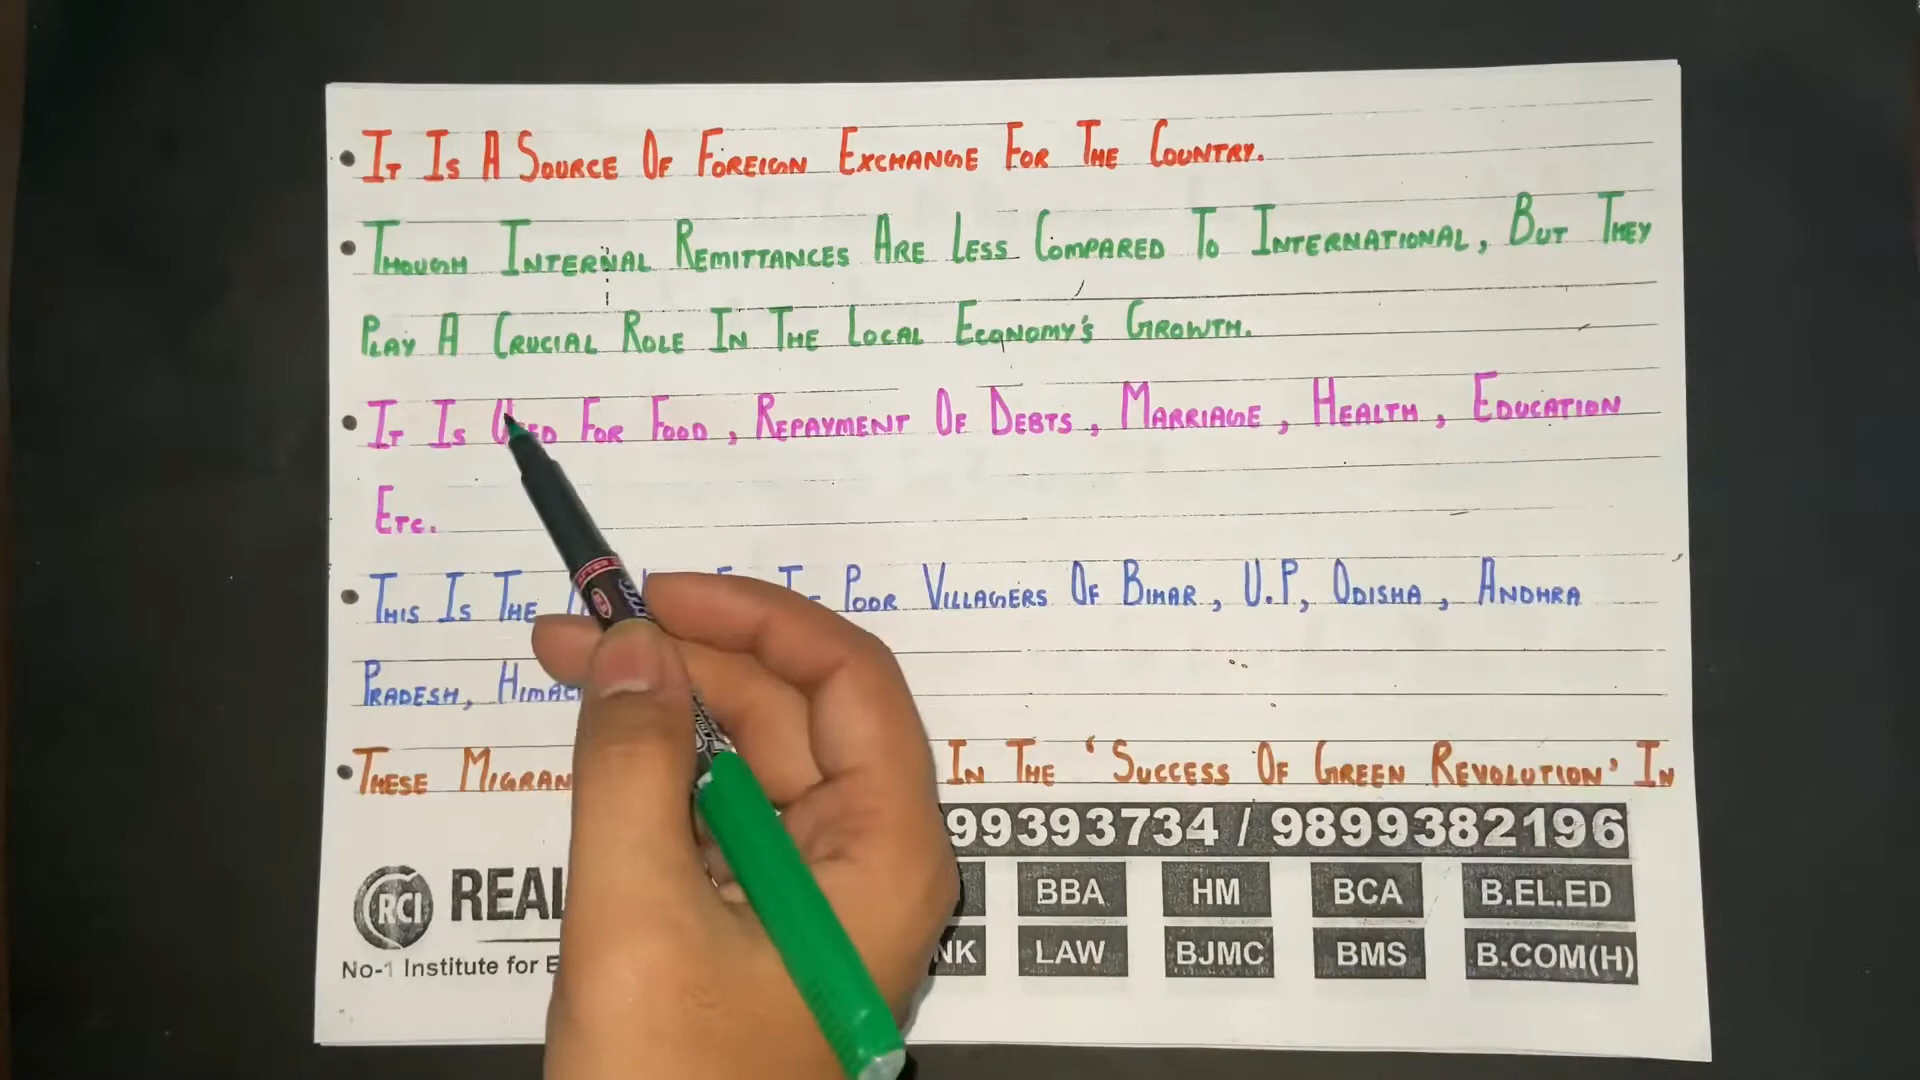 • It Is A Source Of Foreign Exchange For The Country.
• Though Internal Remittances Are Less Compared To International, But They
Play A Crucial Role In The Local Economy's Growth.
• It Is Used For Food, Repayment Of Debts, Marriage, Health, Education
Etc.
• This Is The Poor Villagers Of Bihar, U.P, Odisha, Andhra
Pradesh,
• These In The 'Success Of Green Revolution' In
99393734 / 9899382196
RCI REAL
BBA HM BCA B.EL.ED
No-1 Institute for
LAW BJMC BMS B.COM(H)